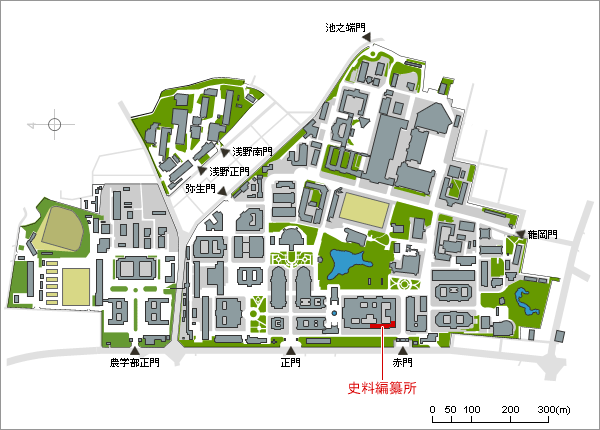 池之端門
浅野南門
浅野正門
弥生門
龍岡門
農学部正門
正門
赤門
史料編纂所
0 50 100 200 300(m)